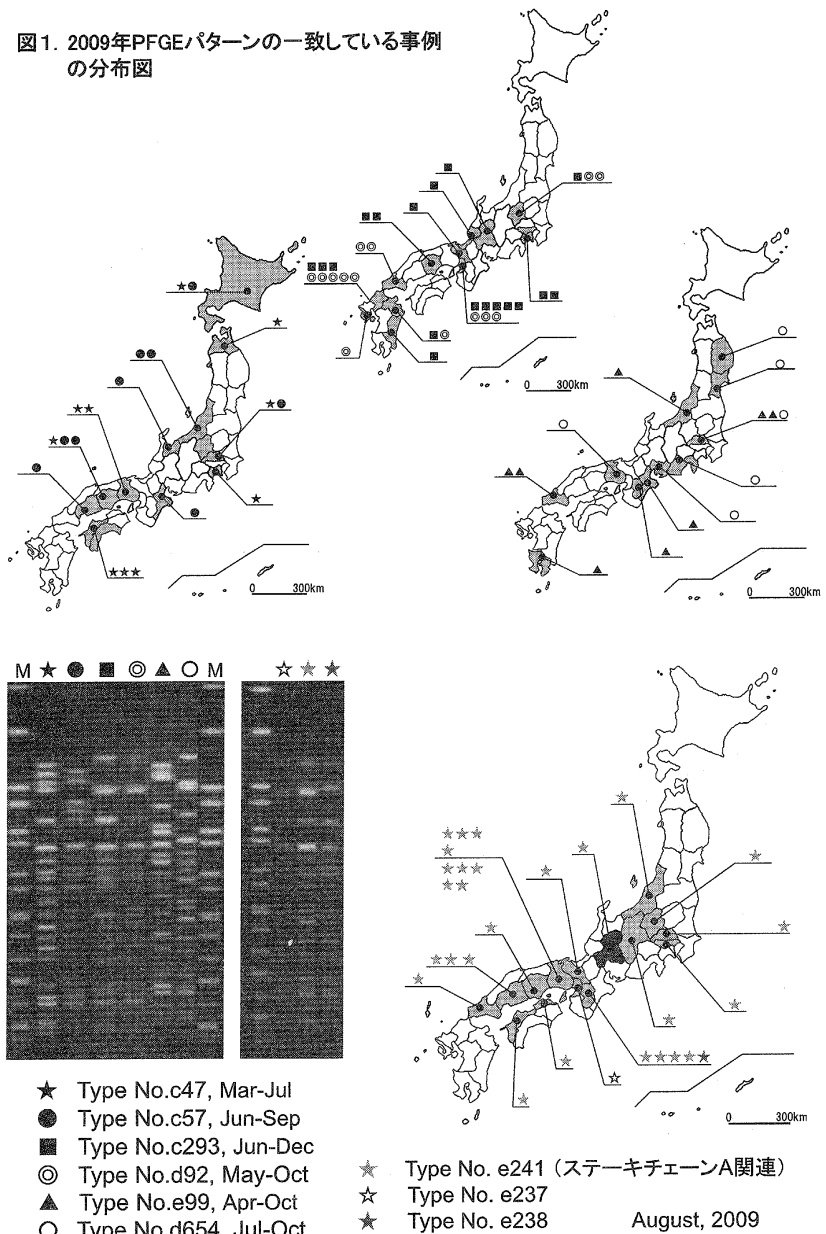 図1. 2009年PFGEパターンの一致している事例
の分布図
0 300km
0 300km
0 300km
M ★ ● ■ ◎ ▲ ○ M
☆ ★ ★
0 300km
★ Type No.c47, Mar-Jul
● Type No.c57, Jun-Sep
■ Type No.c293, Jun-Dec
◎ Type No.d92, May-Oct
▲ Type No.e99, Apr-Oct
○ Type No.d654, Jul-Oct
★ Type No. e241 (ステーキチェーンA関連)
☆ Type No. e237
★ Type No. e238 August, 2009